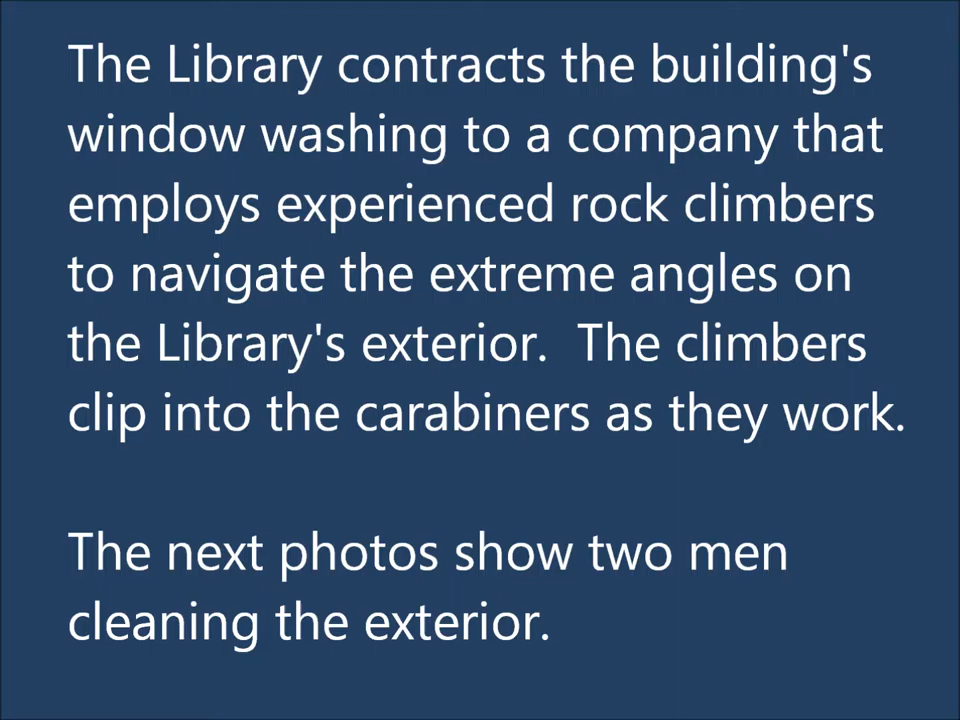 The Library contracts the building's
window washing to a company that
employs experienced rock climbers
to navigate the extreme angles on
the Library's exterior.  The climbers
clip into the carabiners as they work.
The next photos show two men
cleaning the exterior.